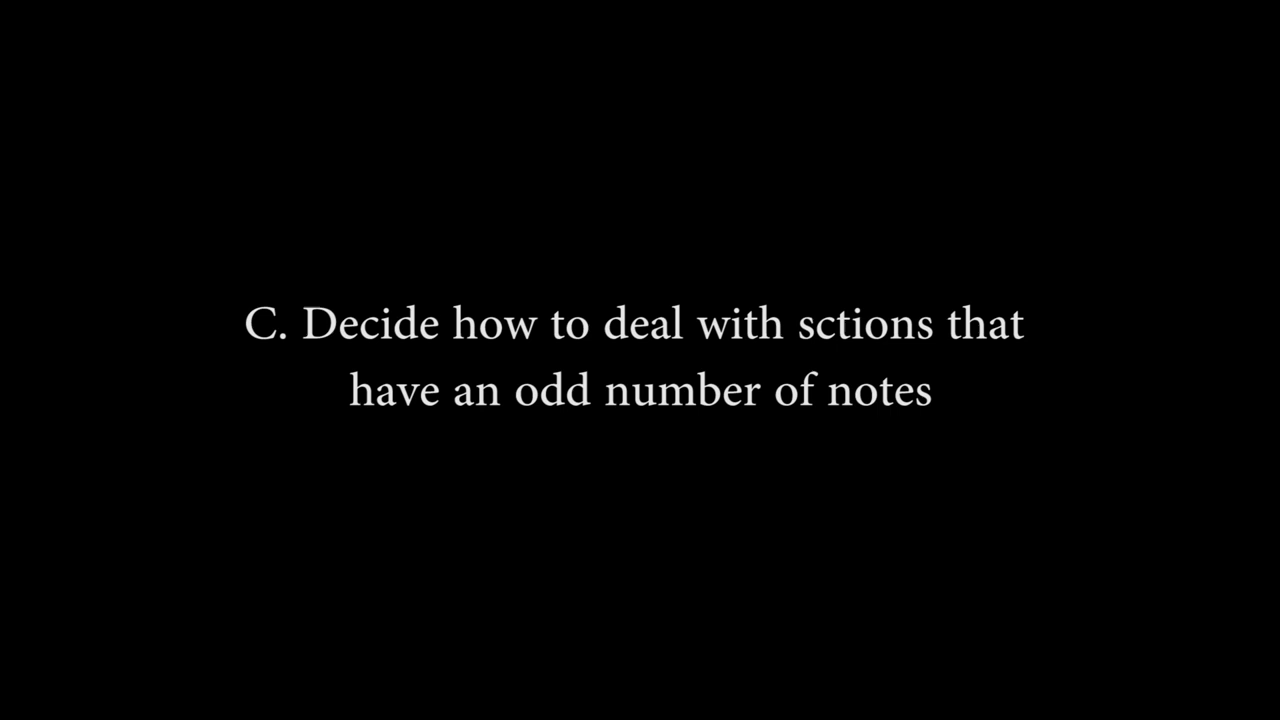 C. Decide how to deal with sctions that
have an odd number of notes